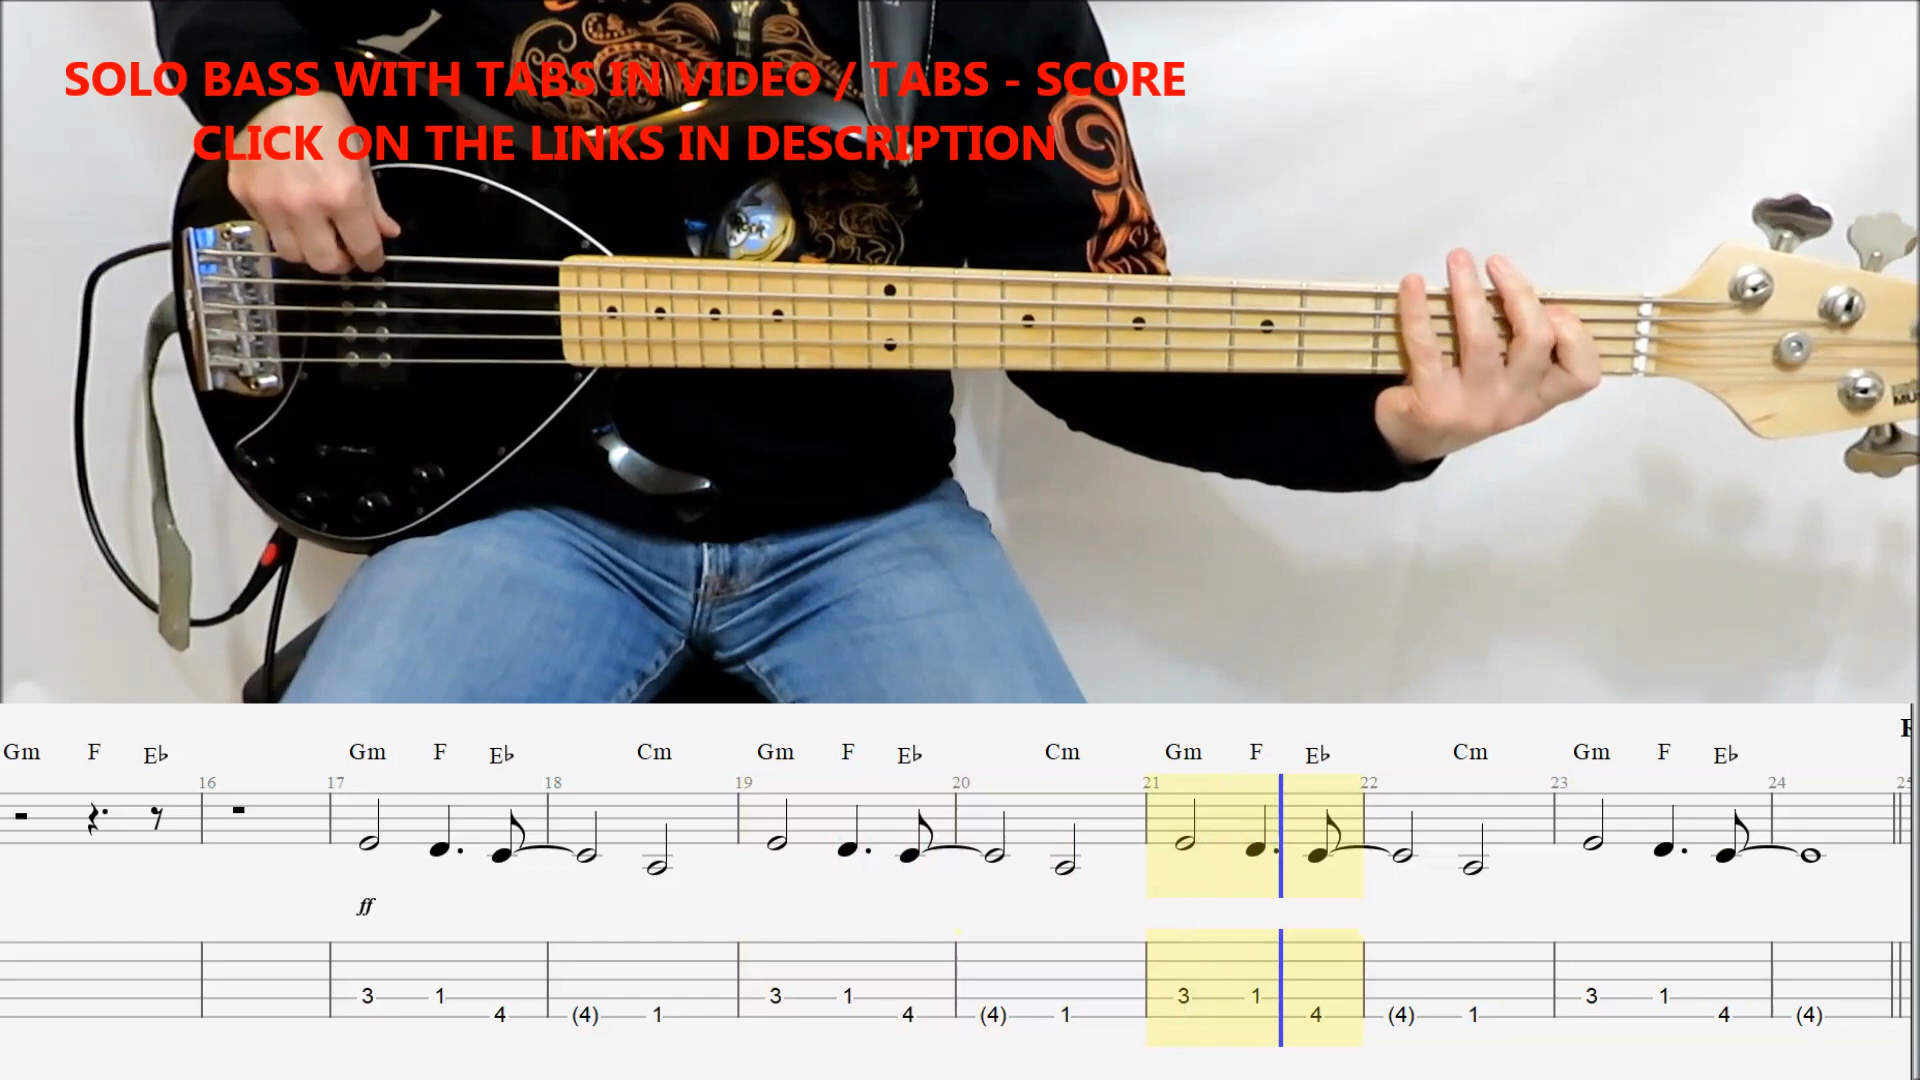 SOLO BASS WITH TABS IN VIDEO / TABS - SCORE
CLICK ON THE LINKS IN DESCRIPTION
MU
Gm F E♭ Gm F E♭ Cm Gm F E♭ Cm Gm F E♭ Cm Gm F E♭
16 17 18 19 20 21 22 23 24
ff
3 1 3 1 3 1 3 1
4 (4) 1 4 (4) 1 4 (4) 1 4 (4)